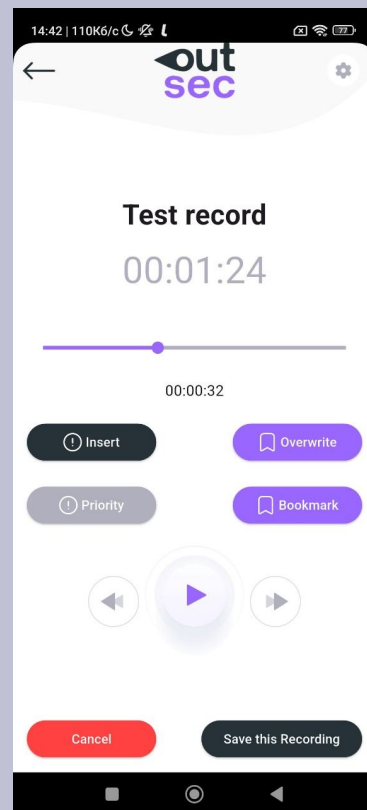 14:42 | 110Кб/с
77
out
sec
Test record
00:01:24
00:00:32
Insert
Overwrite
Priority
Bookmark
Cancel
Save this Recording